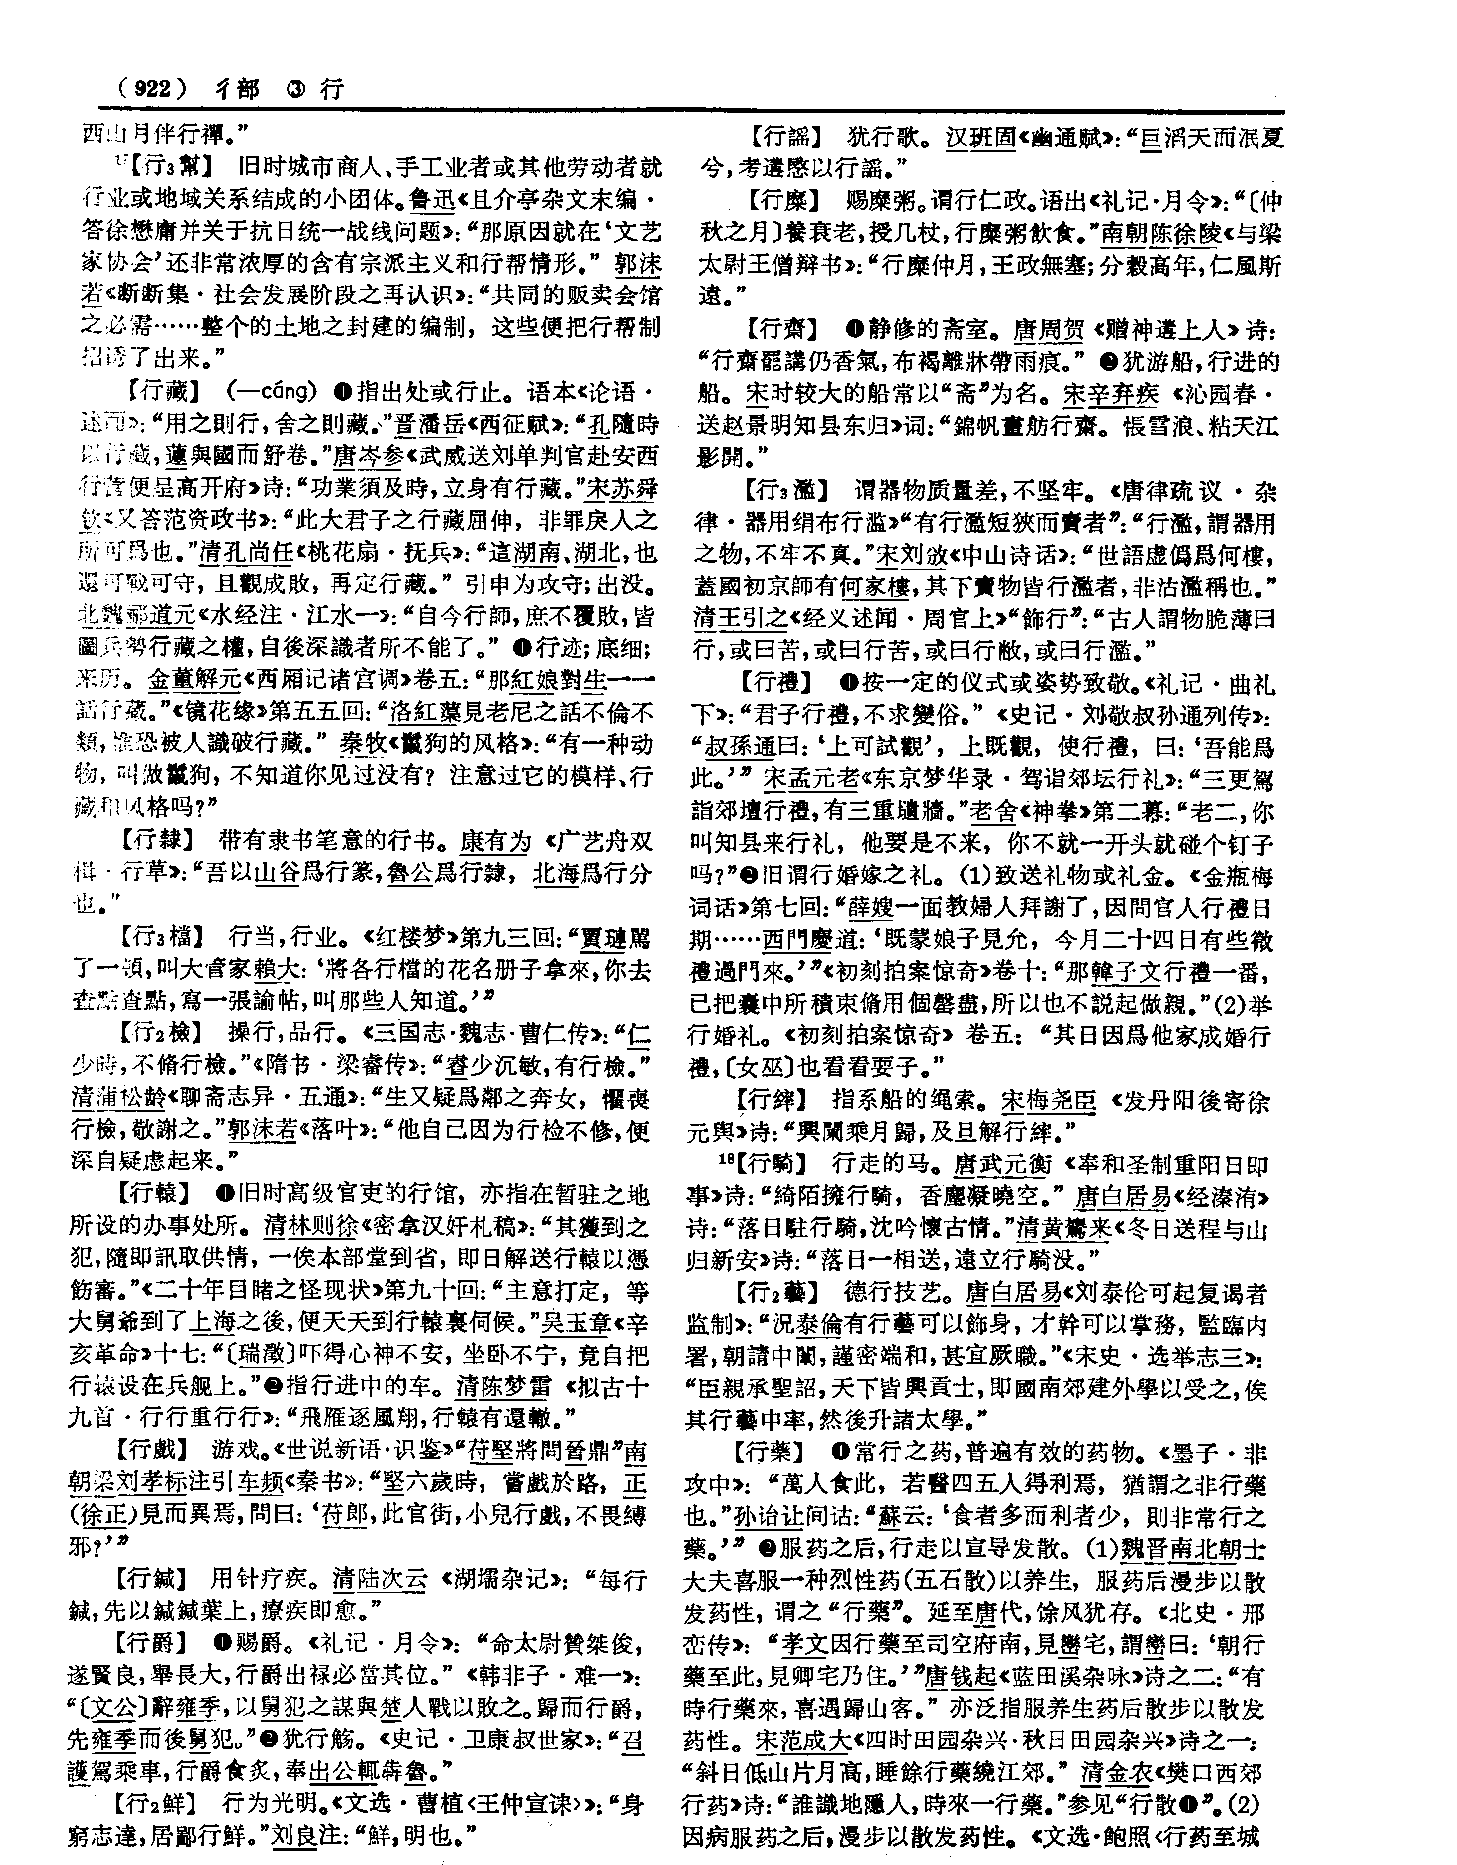 （922） 彳部 ③ 行
西山月伴行禪。”
¹⁷【行₃幫】 旧时城市商人、手工业者或其他劳动者就
行业或地域关系结成的小团体。鲁迅《且介亭杂文末编·
答徐懋庸并关于抗日统一战线问题》：“那原因就在‘文艺
家协会’还非常浓厚的含有宗派主义和行帮情形。” 郭沫
若《断断集·社会发展阶段之再认识》：“共同的贩卖会馆
之必需……整个的土地之封建的编制，这些便把行帮制
招诱了出来。”
【行藏】 (—cáng) ❶指出处或行止。语本《论语·
述而》：“用之則行，舍之則藏。”晋潘岳《西征赋》：“孔隨時
以行藏，蘧與國而舒卷。”唐岑参《武威送刘单判官赴安西
行营便呈高开府》诗：“功業須及時，立身有行藏。”宋苏舜
钦《又答范资政书》：“此大君子之行藏屈伸，非罪戾人之
所可爲也。”清孔尚任《桃花扇·抚兵》：“這湖南、湖北，也
還可戰可守，且觀成敗，再定行藏。” 引申为攻守；出没。
北魏郦道元《水经注·江水一》：“自今行師，庶不覆敗，皆
圖兵勢行藏之權，自後深識者所不能了。” ❷行迹；底细；
来历。金董解元《西厢记诸宫调》卷五：“那紅娘對生一一
話行藏。”《镜花缘》第五五回：“洛紅蕖見老尼之話不倫不
類，惟恐被人識破行藏。” 秦牧《鬣狗的风格》：“有一种动
物，叫做鬣狗，不知道你见过没有？注意过它的模样、行
藏和风格吗？”
【行隸】 带有隶书笔意的行书。康有为《广艺舟双
楫·行草》：“吾以山谷爲行篆，魯公爲行隸，北海爲行分
也。”
【行₃檔】 行当，行业。《红楼梦》第九三回：“賈璉駡
了一頓，叫大管家賴大：‘將各行檔的花名册子拿來，你去
查點查點，寫一張諭帖，叫那些人知道。’”
【行₂檢】 操行，品行。《三国志·魏志·曹仁传》：“仁
少時，不脩行檢。”《隋书·梁睿传》：“睿少沉敏，有行檢。”
清蒲松龄《聊斋志异·五通》：“生又疑爲鄰之奔女，懼喪
行檢，敬謝之。”郭沫若《落叶》：“他自己因为行检不修，便
深自疑虑起来。”
【行轅】 ❶旧时高级官吏的行馆，亦指在暂驻之地
所设的办事处所。清林则徐《密拿汉奸札稿》：“其獲到之
犯，隨即訊取供情，一俟本部堂到省，即日解送行轅以憑
飭審。”《二十年目睹之怪现状》第九十回：“主意打定，等
大舅爺到了上海之後，便天天到行轅裏伺候。”吴玉章《辛
亥革命》十七：“〔瑞澂〕吓得心神不安，坐卧不宁，竟自把
行辕设在兵舰上。”❷指行进中的车。清陈梦雷《拟古十
九首·行行重行行》：“飛雁逐風翔，行轅有還轍。”
【行戲】 游戏。《世说新语·识鉴》“苻堅將問晉鼎”南
朝梁刘孝标注引车频《秦书》：“堅六歲時，嘗戲於路，正
(徐正)見而異焉，問曰：‘苻郎，此官街，小兒行戲，不畏縛
邪？’”
【行鍼】 用针疗疾。清陆次云《湖壖杂记》：“每行
鍼，先以鍼鍼葉上，療疾即愈。”
【行爵】 ❶赐爵。《礼记·月令》：“命太尉贊桀俊，
遂賢良，舉長大，行爵出禄必當其位。” 《韩非子·难一》：
“〔文公〕辭雍季，以舅犯之謀與楚人戰以敗之。歸而行爵，
先雍季而後舅犯。”❷犹行觞。《史记·卫康叔世家》：“召
護駕乘車，行爵食炙，奉出公輒犇魯。”
【行₂鲜】 行为光明。《文选·曹植〈王仲宣诔〉》：“身
窮志達，居鄙行鮮。”刘良注：“鮮，明也。”
【行謡】 犹行歌。汉班固《幽通赋》：“巨滔天而泯夏
兮，考遘愍以行謡。”
【行糜】 赐糜粥。谓行仁政。语出《礼记·月令》：“〔仲
秋之月〕養衰老，授几杖，行糜粥飲食。”南朝陈徐陵《与梁
太尉王僧辩书》：“行糜仲月，王政無塞；分穀高年，仁風斯
遠。”
【行齋】 ❶静修的斋室。唐周贺《赠神遘上人》诗：
“行齋罷講仍香氣，布褐離牀帶雨痕。” ❷犹游船，行进的
船。宋时较大的船常以“斋”为名。宋辛弃疾《沁园春·
送赵景明知县东归》词：“錦帆畫舫行齋。悵雪浪、粘天江
影開。”
【行₃濫】 谓器物质量差，不坚牢。《唐律疏议·杂
律·器用绢布行滥》“有行濫短狹而賣者”：“行濫，謂器用
之物，不牢不真。”宋刘攽《中山诗话》：“世語虚僞爲何樓，
蓋國初京師有何家樓，其下賣物皆行濫者，非沽濫稱也。”
清王引之《经义述闻·周官上》“飾行”：“古人謂物脆薄曰
行，或曰苦，或曰行苦，或曰行敝，或曰行濫。”
【行禮】 ❶按一定的仪式或姿势致敬。《礼记·曲礼
下》：“君子行禮，不求變俗。” 《史记·刘敬叔孙通列传》：
“叔孫通曰：‘上可試觀’，上既觀，使行禮，曰：‘吾能爲
此。’” 宋孟元老《东京梦华录·驾诣郊坛行礼》：“三更駕
詣郊壇行禮，有三重壝牆。”老舍《神拳》第二幕：“老二，你
叫知县来行礼，他要是不来，你不就一开头就碰个钉子
吗？”❷旧谓行婚嫁之礼。(1)致送礼物或礼金。《金瓶梅
词话》第七回：“薛嫂一面教婦人拜謝了，因問官人行禮日
期……西門慶道：‘既蒙娘子見允，今月二十四日有些微
禮過門來。’”《初刻拍案惊奇》卷十：“那韓子文行禮一番，
已把囊中所積束脩用個罄盡，所以也不説起做親。”(2)举
行婚礼。《初刻拍案惊奇》卷五：“其日因爲他家成婚行
禮，〔女巫〕也看看耍子。”
【行繂】 指系船的绳索。宋梅尧臣《发丹阳後寄徐
元舆》诗：“興闌乘月歸，及旦解行繂。”
¹⁸【行騎】 行走的马。唐武元衡《奉和圣制重阳日即
事》诗：“綺陌擁行騎，香塵凝曉空。” 唐白居易《经溱洧》
诗：“落日駐行騎，沈吟懷古情。”清黄鷟来《冬日送程与山
归新安》诗：“落日一相送，遠立行騎没。”
【行₂藝】 德行技艺。唐白居易《刘泰伦可起复谒者
监制》：“況泰倫有行藝可以飾身，才幹可以掌務，監臨内
署，朝請中闈，謹密端和，甚宜厥職。”《宋史·选举志三》：
“臣親承聖詔，天下皆興貢士，即國南郊建外學以受之，俟
其行藝中率，然後升諸太學。”
【行藥】 ❶常行之药，普遍有效的药物。《墨子·非
攻中》：“萬人食此，若醫四五人得利焉，猶謂之非行藥
也。”孙诒让间诂：“蘇云：‘食者多而利者少，則非常行之
藥。’” ❷服药之后，行走以宣导发散。(1)魏晋南北朝士
大夫喜服一种烈性药(五石散)以养生，服药后漫步以散
发药性，谓之“行藥”。延至唐代，馀风犹存。《北史·邢
峦传》：“孝文因行藥至司空府南，見巒宅，謂巒曰：‘朝行
藥至此，見卿宅乃住。’”唐钱起《蓝田溪杂咏》诗之二：“有
時行藥來，喜遇歸山客。” 亦泛指服养生药后散步以散发
药性。宋范成大《四时田园杂兴·秋日田园杂兴》诗之一：
“斜日低山片月高，睡餘行藥繞江郊。” 清金农《樊口西郊
行药》诗：“誰識地隱人，時來一行藥。”参见“行散❶”。(2)
因病服药之后，漫步以散发药性。《文选·鲍照〈行药至城